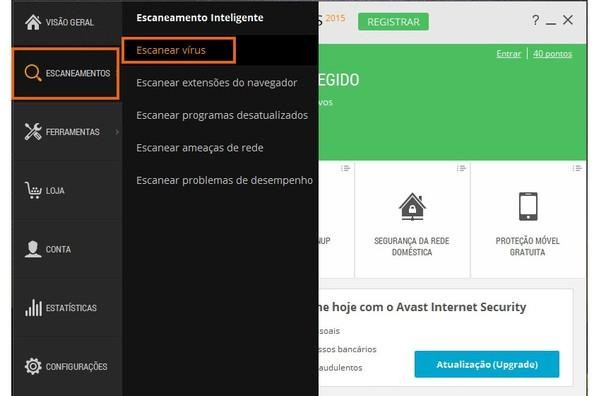 VISÃO GERAL
ESCANEAMENTOS
FERRAMENTAS
LOJA
CONTA
ESTATÍSTICAS
CONFIGURAÇÕES
Escaneamento Inteligente
Escanear vírus
Escanear extensões do navegador
Escanear programas desatualizados
Escanear ameaças de rede
Escanear problemas de desempenho
S 2015
REGISTRAR
?
Entrar | 40 pontos
EGIDO
vos
NUP
SEGURANÇA DA REDE
DOMÉSTICA
PROTEÇÃO MÓVEL
GRATUITA
ne hoje com o Avast Internet Security
ssoais
ssos bancários
audulentos
Atualização (Upgrade)